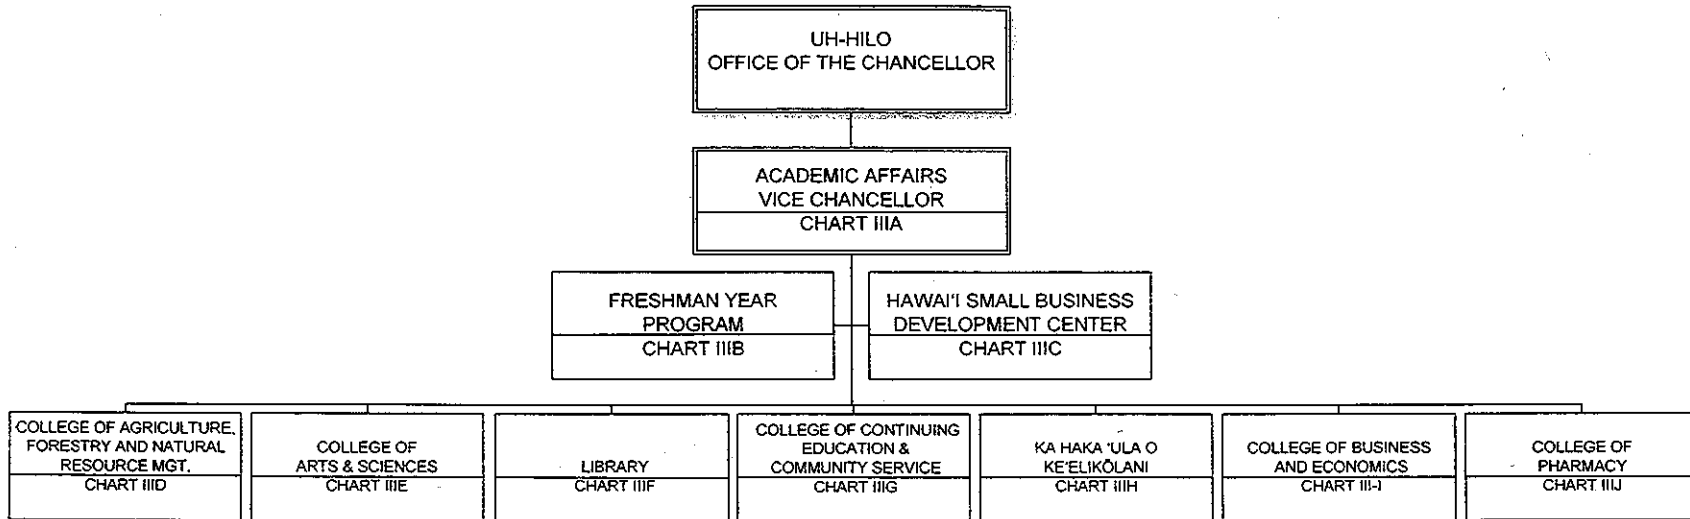 UH-HILO
OFFICE OF THE CHANCELLOR
ACADEMIC AFFAIRS
VICE CHANCELLOR
CHART IIIA
FRESHMAN YEAR
PROGRAM
CHART IIIB
HAWAI'I SMALL BUSINESS
DEVELOPMENT CENTER
CHART IIIC
COLLEGE OF AGRICULTURE,
FORESTRY AND NATURAL
RESOURCE MGT.
CHART IIID
COLLEGE OF
ARTS & SCIENCES
CHART IIIE
LIBRARY
CHART IIIF
COLLEGE OF CONTINUING
EDUCATION &
COMMUNITY SERVICE
CHART IIIG
KA HAKA 'ULA O
KE'ELIKŌLANI
CHART IIIH
COLLEGE OF BUSINESS
AND ECONOMICS
CHART III-I
COLLEGE OF
PHARMACY
CHART IIIJ